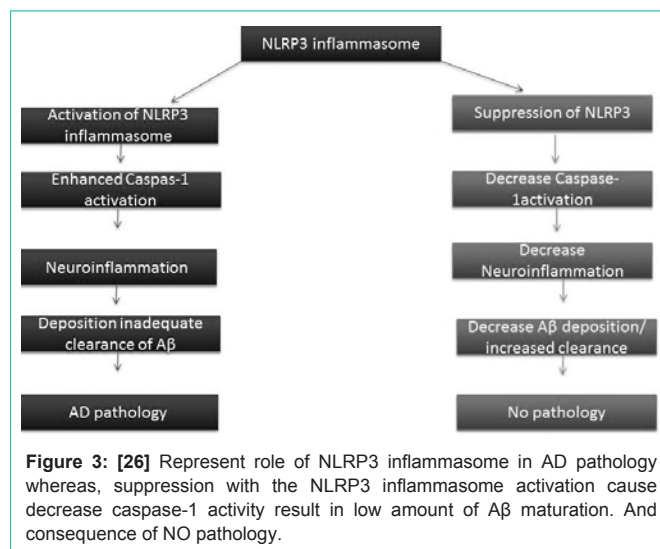 NLRP3 inflammasome
Activation of NLRP3
inflammasome
Suppression of NLRP3
Enhanced Caspas-1
activation
Decrease Caspase-
1activation
Neuroinflammation
Decrease
Neuroinflammation
Deposition inadequate
clearance of Aβ
Decrease Aβ deposition/
increased clearance
AD pathology
No pathology
Figure 3: [26] Represent role of NLRP3 inflammasome in AD pathology
whereas, suppression with the NLRP3 inflammasome activation cause
decrease caspase-1 activity result in low amount of Aβ maturation. And
consequence of NO pathology.